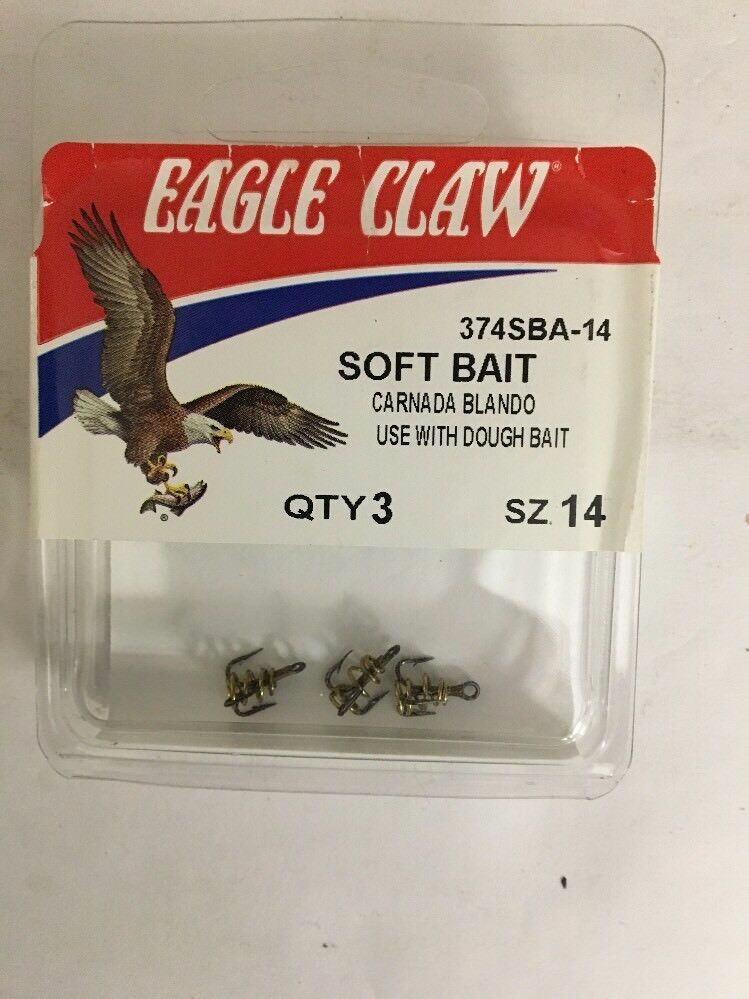 EAGLE CLAW®
374SBA-14
SOFT BAIT
CARNADA BLANDO
USE WITH DOUGH BAIT
®
QTY 3 SZ. 14